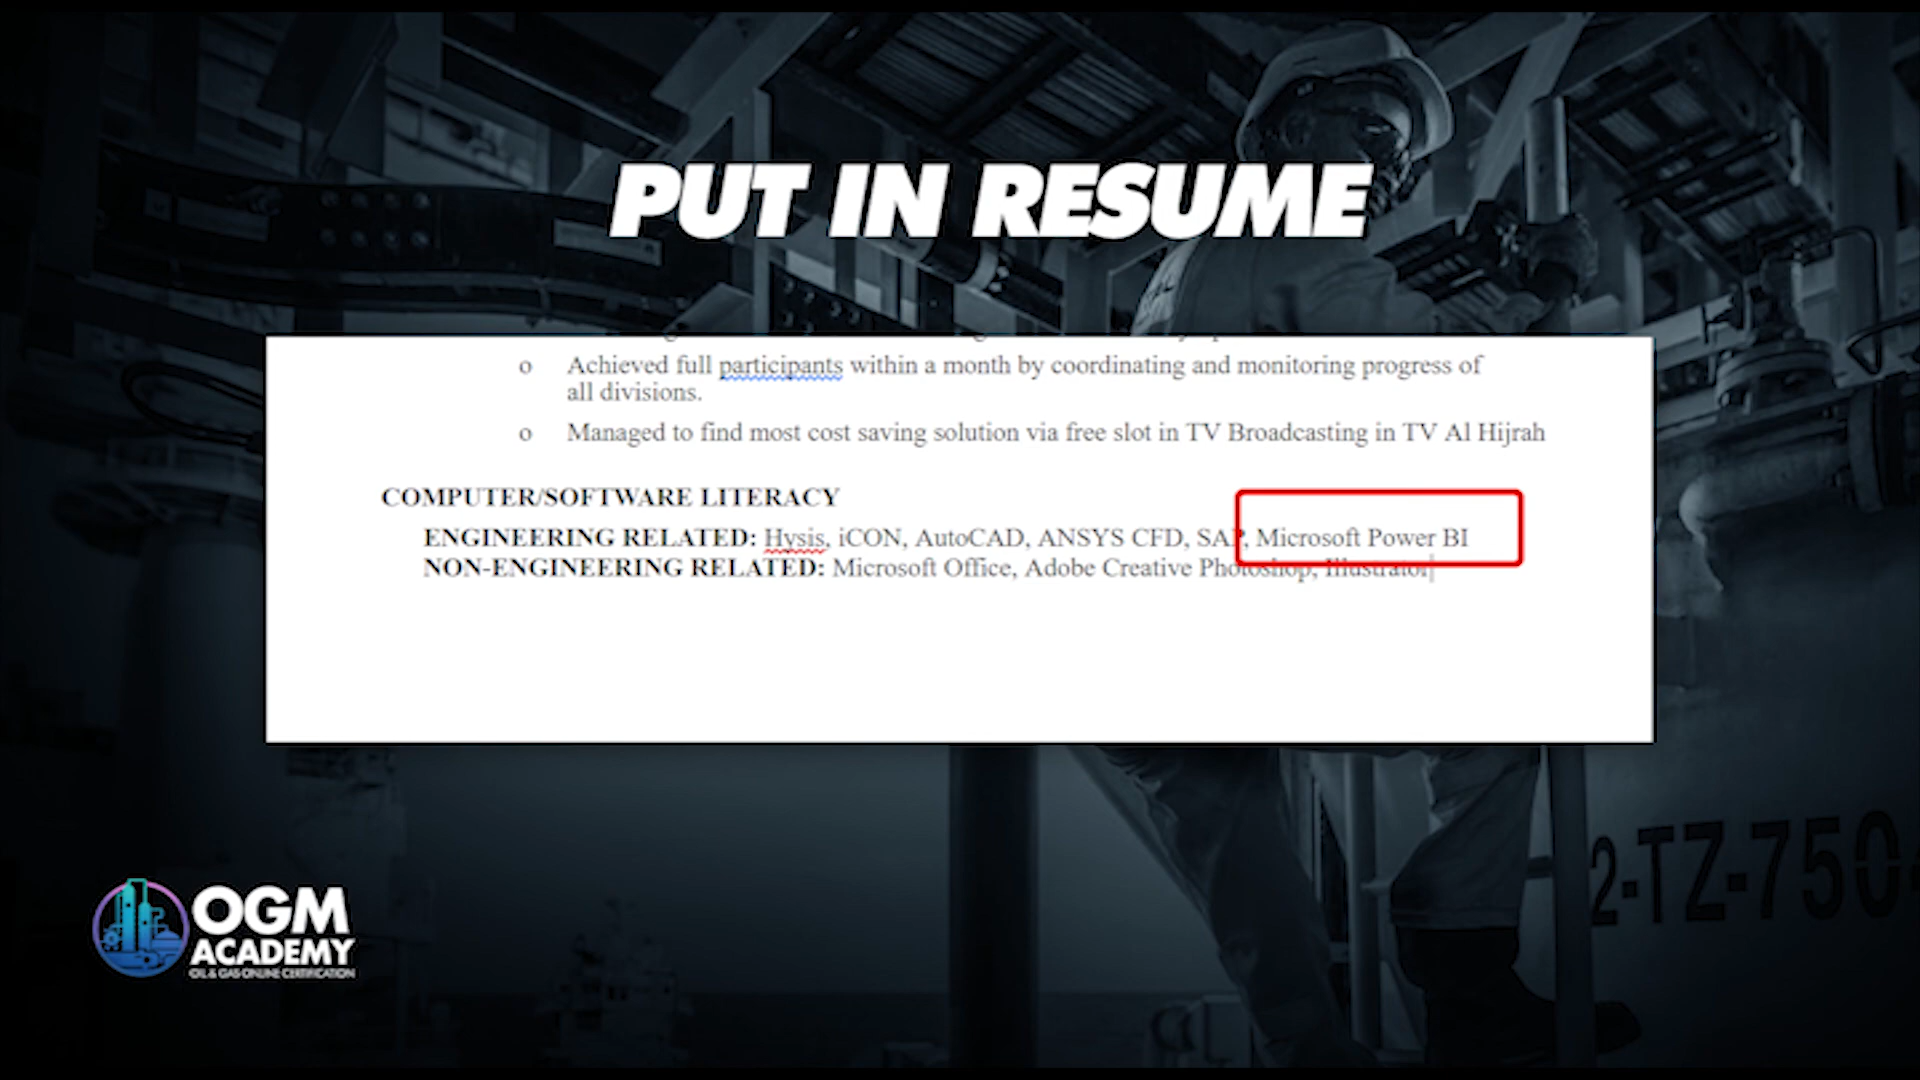 PUT IN RESUME
o Achieved full participants within a month by coordinating and monitoring progress of
all divisions.
o Managed to find most cost saving solution via free slot in TV Broadcasting in TV Al Hijrah
COMPUTER/SOFTWARE LITERACY
ENGINEERING RELATED: Hysis, iCON, AutoCAD, ANSYS CFD, SAP, Microsoft Power BI
NON-ENGINEERING RELATED: Microsoft Office, Adobe Creative Photoshop, Illustrator
2-TZ-750
OGM
ACADEMY
OIL & GAS ONLINE CERTIFICATION